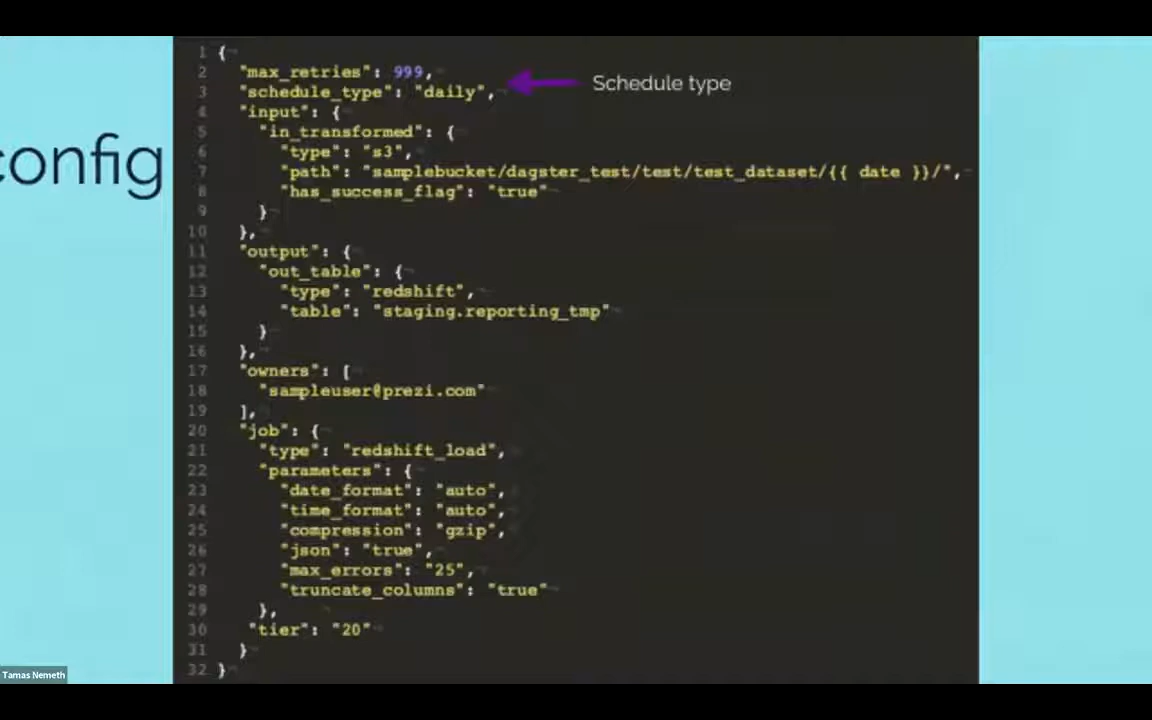 config
1 {
2 "max_retries": 999,
3 "schedule_type": "daily",
Schedule type
4 "input": {
5 "in_transformed": {
6 "type": "s3",
7 "path": "samplebucket/dagster_test/test/test_dataset/{{ date }}/",
8 "has_success_flag": "true"
9 }
10 },
11 "output": {
12 "out_table": {
13 "type": "redshift",
14 "table": "staging.reporting_tmp"
15 }
16 },
17 "owners": [
18 "sampleuser@prezi.com"
19 ],
20 "job": {
21 "type": "redshift_load",
22 "parameters": {
23 "date_format": "auto",
24 "time_format": "auto",
25 "compression": "gzip",
26 "json": "true",
27 "max_errors": "25",
28 "truncate_columns": "true"
29 },
30 "tier": "20"
31 }
32 }
Tamas Nemeth